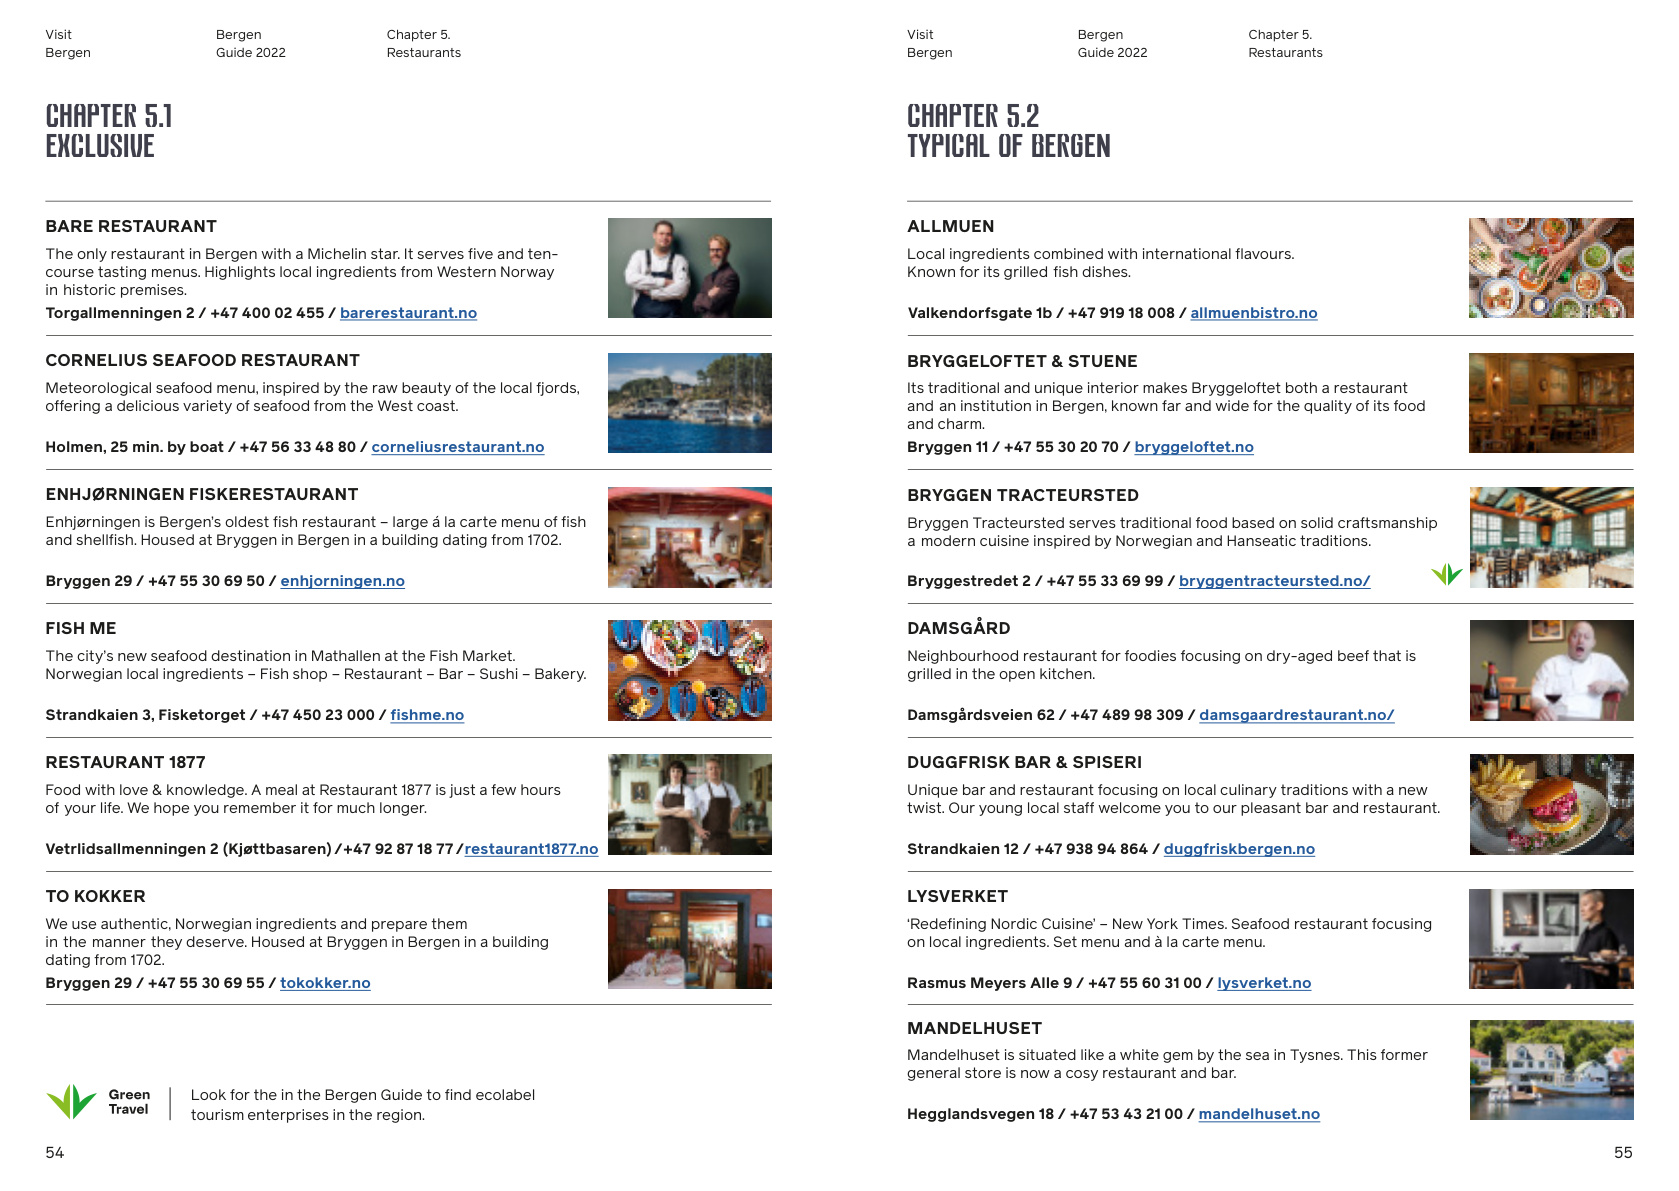 Visit
Bergen
Bergen
Guide 2022
Chapter 5.
Restaurants
CHAPTER 5.1
EXCLUSIVE
BARE RESTAURANT
The only restaurant in Bergen with a Michelin star. It serves five and ten-
course tasting menus. Highlights local ingredients from Western Norway
in historic premises.
Torgallmenningen 2 / +47 400 02 455 / barerestaurant.no
CORNELIUS SEAFOOD RESTAURANT
Meteorological seafood menu, inspired by the raw beauty of the local fjords,
offering a delicious variety of seafood from the West coast.
Holmen, 25 min. by boat / +47 56 33 48 80 / corneliusrestaurant.no
ENHJØRNINGEN FISKERESTAURANT
Enhjørningen is Bergen's oldest fish restaurant – large á la carte menu of fish
and shellfish. Housed at Bryggen in Bergen in a building dating from 1702.
Bryggen 29 / +47 55 30 69 50 / enhjorningen.no
FISH ME
The city's new seafood destination in Mathallen at the Fish Market.
Norwegian local ingredients – Fish shop – Restaurant – Bar – Sushi – Bakery.
Strandkaien 3, Fisketorget / +47 450 23 000 / fishme.no
RESTAURANT 1877
Food with love & knowledge. A meal at Restaurant 1877 is just a few hours
of your life. We hope you remember it for much longer.
Vetrlidsallmenningen 2 (Kjøttbasaren) /+47 92 87 18 77 /restaurant1877.no
TO KOKKER
We use authentic, Norwegian ingredients and prepare them
in the manner they deserve. Housed at Bryggen in Bergen in a building
dating from 1702.
Bryggen 29 / +47 55 30 69 55 / tokokker.no
Green
Travel
Look for the in the Bergen Guide to find ecolabel
tourism enterprises in the region.
54
Visit
Bergen
Bergen
Guide 2022
Chapter 5.
Restaurants
CHAPTER 5.2
TYPICAL OF BERGEN
ALLMUEN
Local ingredients combined with international flavours.
Known for its grilled fish dishes.
Valkendorfsgate 1b / +47 919 18 008 / allmuenbistro.no
BRYGGELOFTET & STUENE
Its traditional and unique interior makes Bryggeloftet both a restaurant
and an institution in Bergen, known far and wide for the quality of its food
and charm.
Bryggen 11 / +47 55 30 20 70 / bryggeloftet.no
BRYGGEN TRACTEURSTED
Bryggen Tracteursted serves traditional food based on solid craftsmanship
a modern cuisine inspired by Norwegian and Hanseatic traditions.
Bryggestredet 2 / +47 55 33 69 99 / bryggentracteursted.no/
DAMSGÅRD
Neighbourhood restaurant for foodies focusing on dry-aged beef that is
grilled in the open kitchen.
Damsgårdsveien 62 / +47 489 98 309 / damsgaardrestaurant.no/
DUGGFRISK BAR & SPISERI
Unique bar and restaurant focusing on local culinary traditions with a new
twist. Our young local staff welcome you to our pleasant bar and restaurant.
Strandkaien 12 / +47 938 94 864 / duggfriskbergen.no
LYSVERKET
‘Redefining Nordic Cuisine’ – New York Times. Seafood restaurant focusing
on local ingredients. Set menu and à la carte menu.
Rasmus Meyers Alle 9 / +47 55 60 31 00 / lysverket.no
MANDELHUSET
Mandelhuset is situated like a white gem by the sea in Tysnes. This former
general store is now a cosy restaurant and bar.
Hegglandsvegen 18 / +47 53 43 21 00 / mandelhuset.no
55